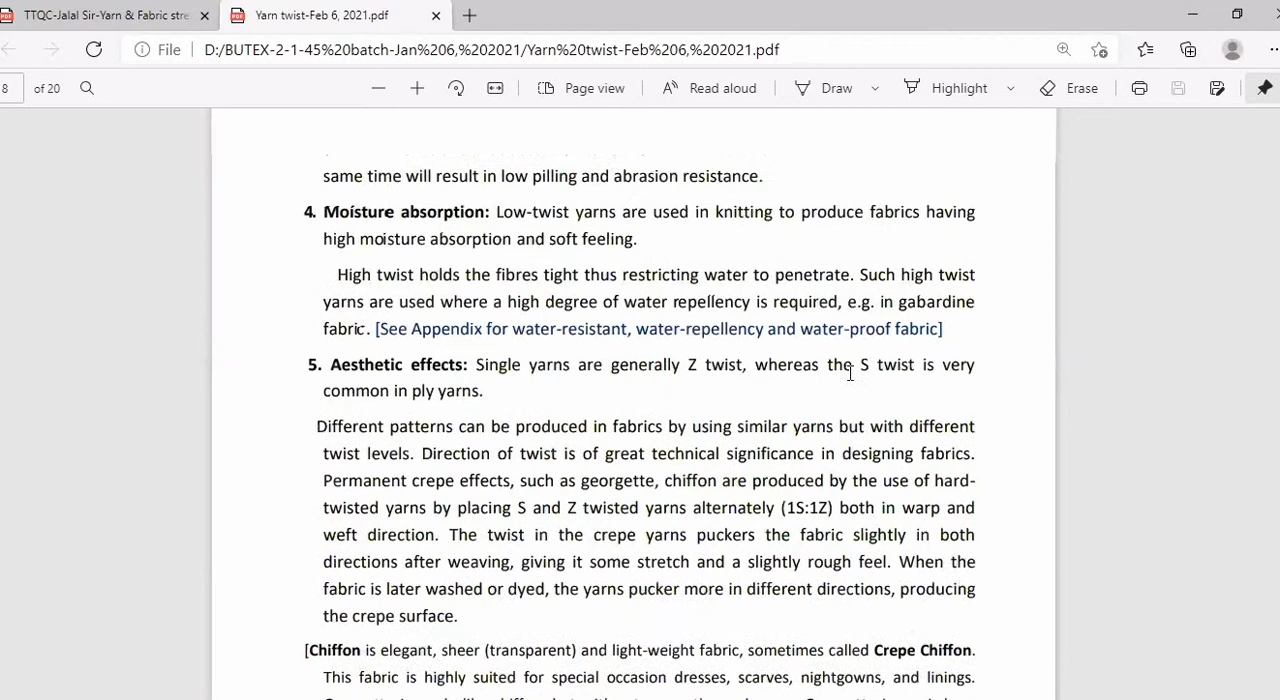 TTQC-Jalal Sir-Yarn & Fabric stre
Yarn twist-Feb 6, 2021.pdf
File D:/BUTEX-2-1-45%20batch-Jan%206,%202021/Yarn%20twist-Feb%206,%202021.pdf
8 of 20 Page view Read aloud Draw Highlight Erase
same time will result in low pilling and abrasion resistance.
4. Moisture absorption: Low-twist yarns are used in knitting to produce fabrics having
high moisture absorption and soft feeling.
High twist holds the fibres tight thus restricting water to penetrate. Such high twist
yarns are used where a high degree of water repellency is required, e.g. in gabardine
fabric. [See Appendix for water-resistant, water-repellency and water-proof fabric]
5. Aesthetic effects: Single yarns are generally Z twist, whereas the S twist is very
common in ply yarns.
Different patterns can be produced in fabrics by using similar yarns but with different
twist levels. Direction of twist is of great technical significance in designing fabrics.
Permanent crepe effects, such as georgette, chiffon are produced by the use of hard-
twisted yarns by placing S and Z twisted yarns alternately (1S:1Z) both in warp and
weft direction. The twist in the crepe yarns puckers the fabric slightly in both
directions after weaving, giving it some stretch and a slightly rough feel. When the
fabric is later washed or dyed, the yarns pucker more in different directions, producing
the crepe surface.
[Chiffon is elegant, sheer (transparent) and light-weight fabric, sometimes called Crepe Chiffon.
This fabric is highly suited for special occasion dresses, scarves, nightgowns, and linings.